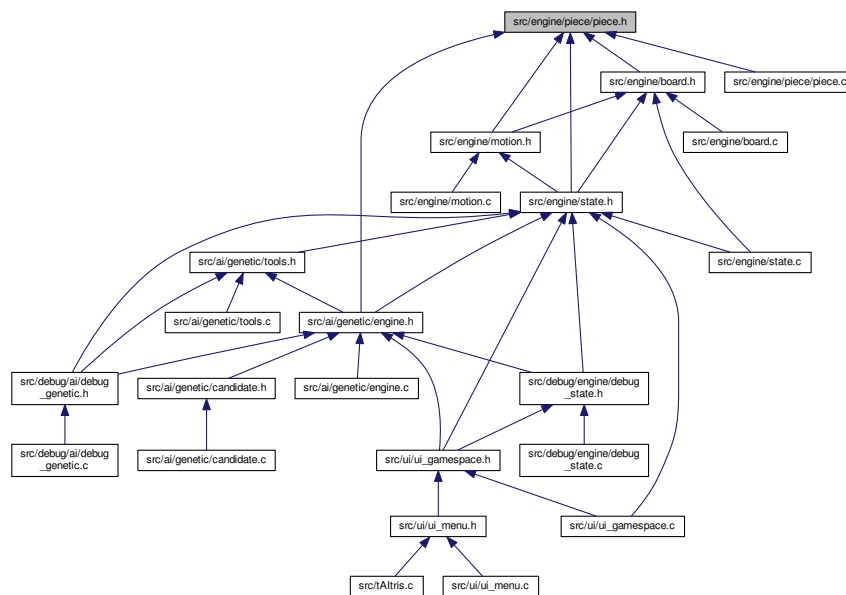 src/engine/piece/piece.h
src/engine/board.h
src/engine/piece/piece.c
src/engine/motion.h
src/engine/board.c
src/engine/motion.c
src/engine/state.h
src/ai/genetic/tools.h
src/engine/state.c
src/ai/genetic/tools.c
src/ai/genetic/engine.h
src/debug/ai/debug
_genetic.h
src/ai/genetic/candidate.h
src/ai/genetic/engine.c
src/debug/engine/debug
_state.h
src/debug/ai/debug
_genetic.c
src/ai/genetic/candidate.c
src/ui/ui_gamespace.h
src/debug/engine/debug
_state.c
src/ui/ui_menu.h
src/ui/ui_gamespace.c
src/tAItris.c
src/ui/ui_menu.c